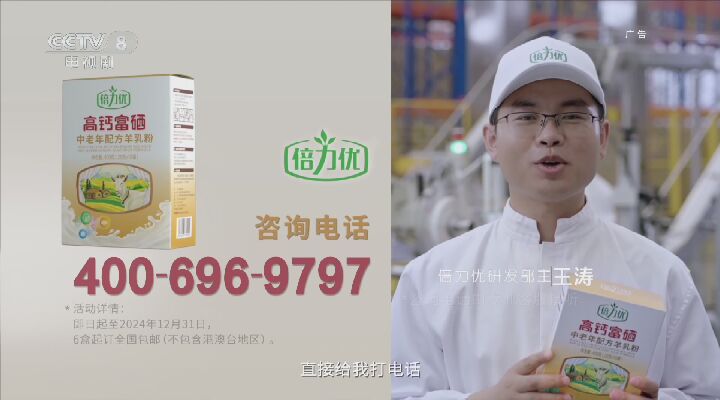 CCTV 8
电视剧
广告
倍力优
高钙富硒
中老年配方羊乳粉
倍力优
咨询电话
400-696-9797
*活动详情:
即日起至2024年12月31日,
6盒起订全国包邮(不包含港澳台地区)。
倍力优
倍力优研发部主 王涛
倍力优
高钙富硒
中老年配方羊乳粉
直接给我打电话